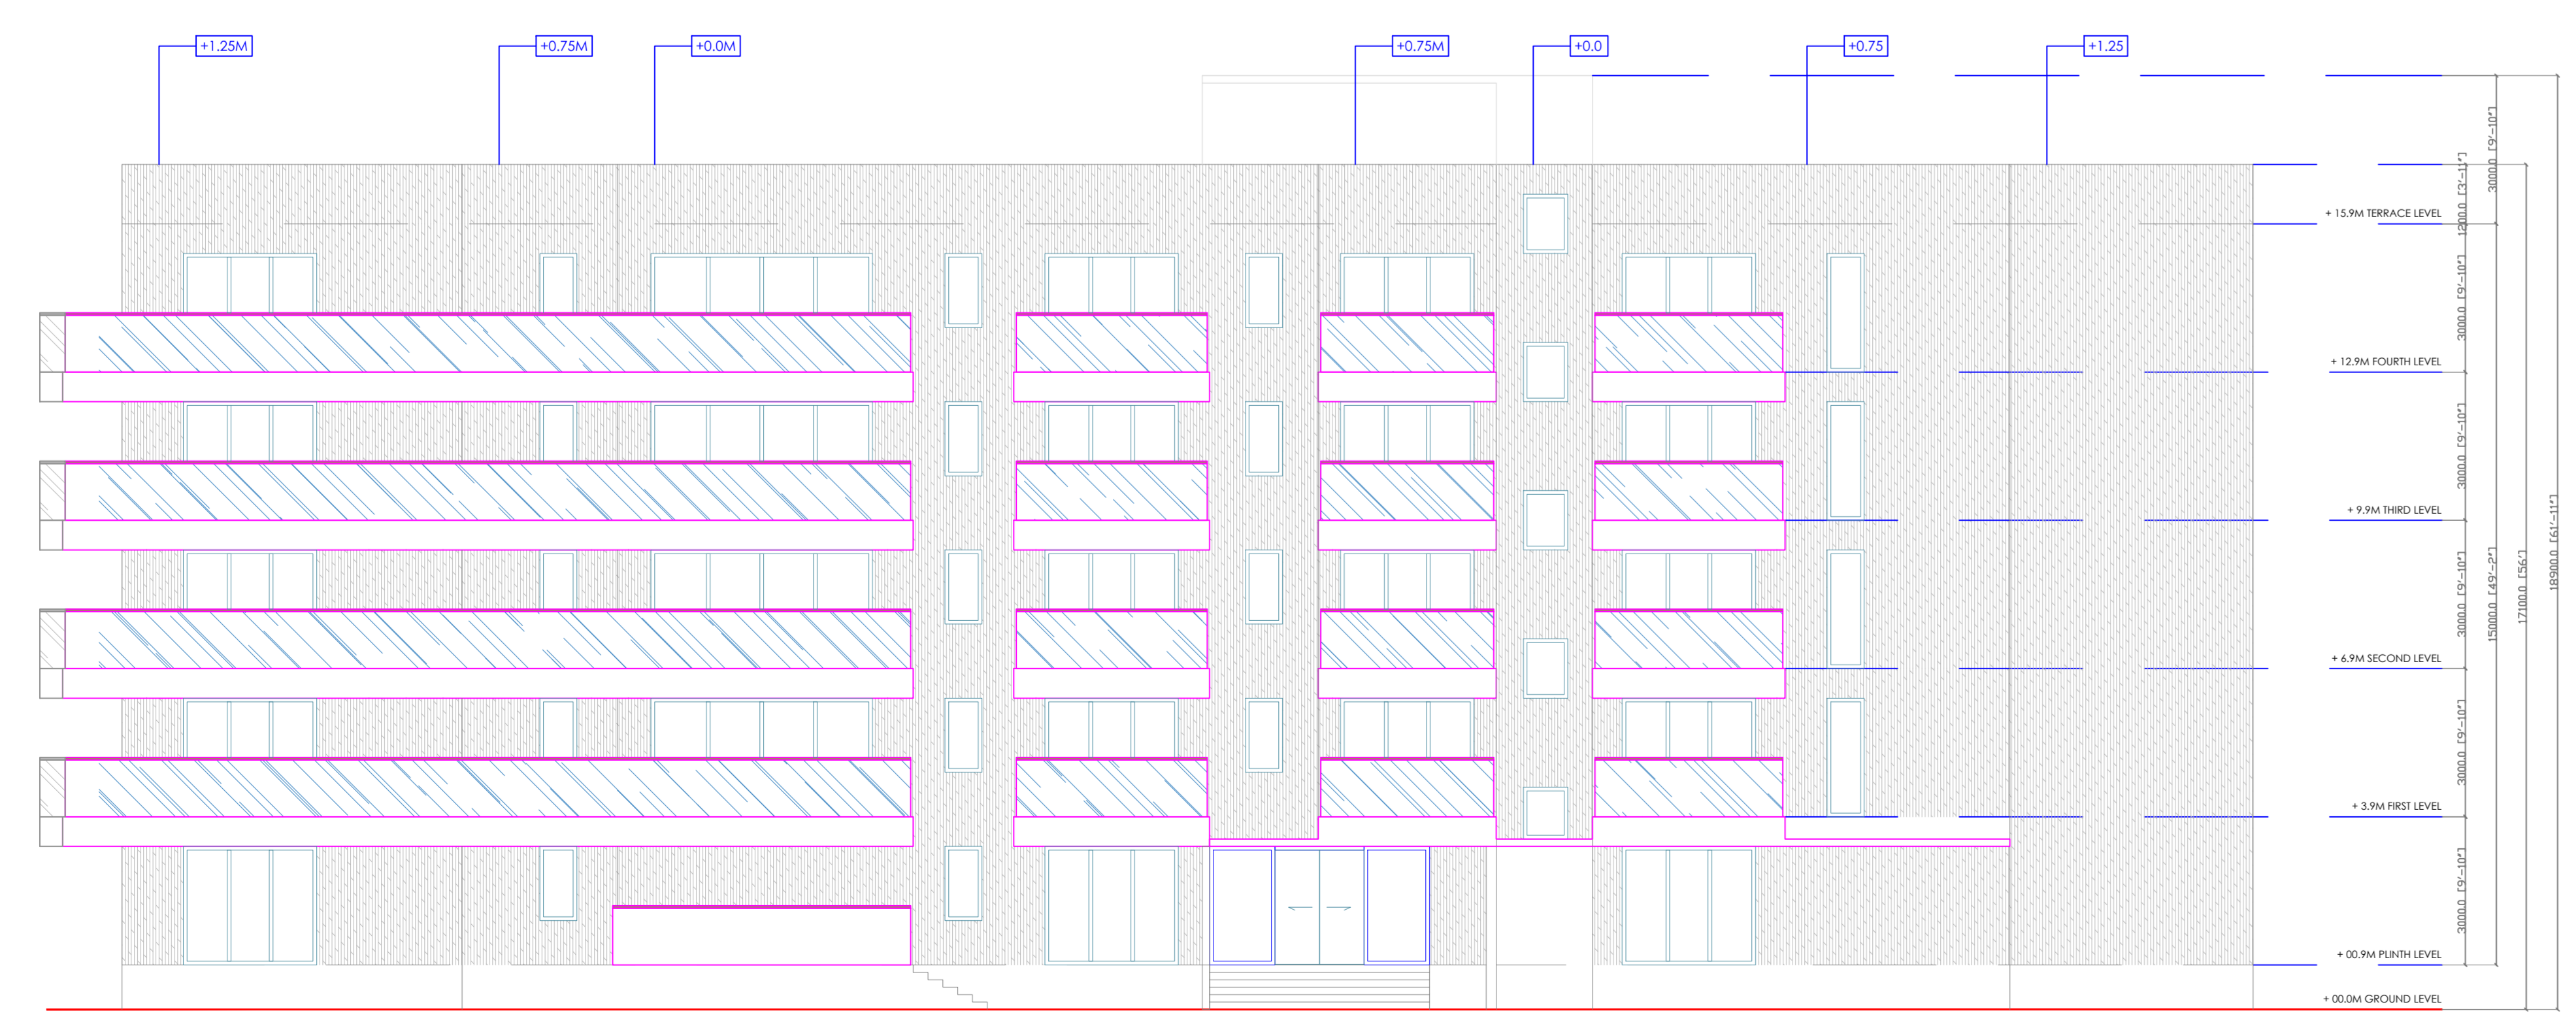 +1.25M
+0.75M
+0.0M
+0.75M
+0.0
+0.75
+1.25
3000.0 [9'-10"]
1200.0 [3'-11"]
+ 15.9M TERRACE LEVEL
3000.0 [9'-10"]
+ 12.9M FOURTH LEVEL
3000.0 [9'-10"]
+ 9.9M THIRD LEVEL
3000.0 [9'-10"]
15000.0 [49'-2"]
17100.0 [56']
18900.0 [61'-11"]
+ 6.9M SECOND LEVEL
3000.0 [9'-10"]
+ 3.9M FIRST LEVEL
3000.0 [9'-10"]
+ 00.9M PLINTH LEVEL
+ 00.0M GROUND LEVEL